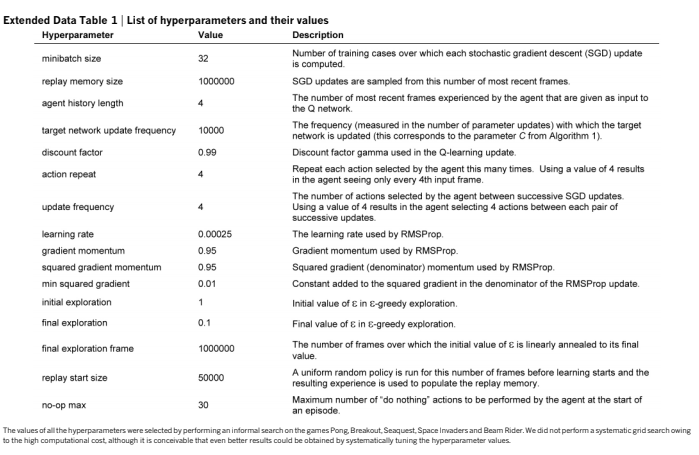 Extended Data Table 1 | List of hyperparameters and their values
Hyperparameter Value Description
minibatch size 32 Number of training cases over which each stochastic gradient descent (SGD) update
is computed.
replay memory size 1000000 SGD updates are sampled from this number of most recent frames.
agent history length 4 The number of most recent frames experienced by the agent that are given as input to
the Q network.
target network update frequency 10000 The frequency (measured in the number of parameter updates) with which the target
network is updated (this corresponds to the parameter C from Algorithm 1).
discount factor 0.99 Discount factor gamma used in the Q-learning update.
action repeat 4 Repeat each action selected by the agent this many times. Using a value of 4 results
in the agent seeing only every 4th input frame.
update frequency 4 The number of actions selected by the agent between successive SGD updates.
Using a value of 4 results in the agent selecting 4 actions between each pair of
successive updates.
learning rate 0.00025 The learning rate used by RMSProp.
gradient momentum 0.95 Gradient momentum used by RMSProp.
squared gradient momentum 0.95 Squared gradient (denominator) momentum used by RMSProp.
min squared gradient 0.01 Constant added to the squared gradient in the denominator of the RMSProp update.
initial exploration 1 Initial value of ε in ε-greedy exploration.
final exploration 0.1 Final value of ε in ε-greedy exploration.
final exploration frame 1000000 The number of frames over which the initial value of ε is linearly annealed to its final
value.
replay start size 50000 A uniform random policy is run for this number of frames before learning starts and the
resulting experience is used to populate the replay memory.
no-op max 30 Maximum number of "do nothing" actions to be performed by the agent at the start of
an episode.
The values of all the hyperparameters were selected by performing an informal search on the games Pong, Breakout, Seaquest, Space Invaders and Beam Rider. We did not perform a systematic grid search owing
to the high computational cost, although it is conceivable that even better results could be obtained by systematically tuning the hyperparameter values.